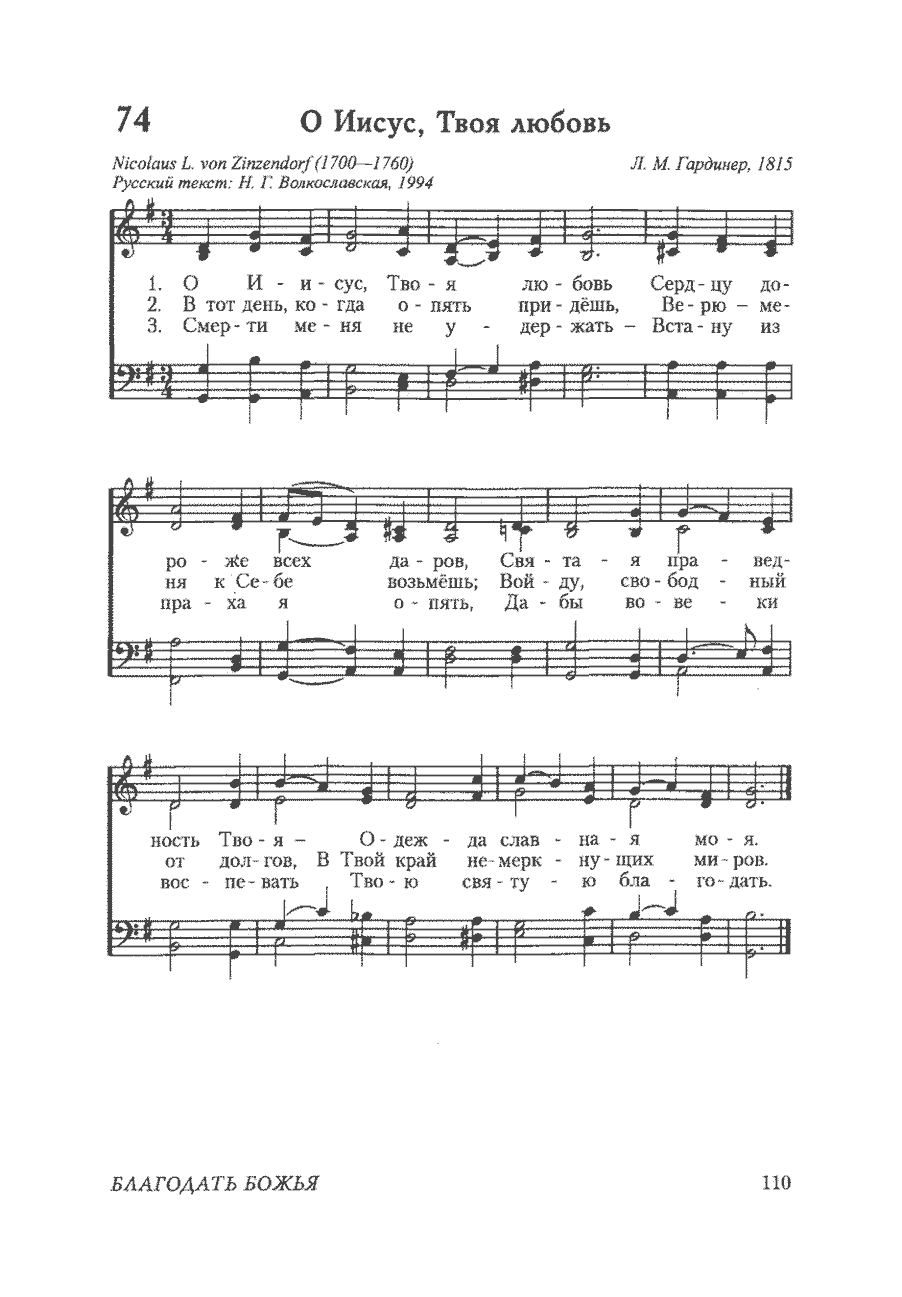 74
О Иисус, Твоя любовь
Nicolaus L. von Zinzendorf (1700—1760)
Л. М. Гардинер, 1815
Русский текст: Н. Г. Волкославская, 1994
1. О И - и - сус, Тво - я лю - бовь Серд - цу до-
2. В тот день, ко - гда о - пять при - дёшь, Ве - рю — ме-
3. Смер - ти ме - ня не у - дер - жать — Вста - ну из
ро - же всех да - ров, Свя - та - я пра - вед-
ня к Се - бе возьмёшь; Вой - ду, сво - бод - ный
пра - ха я о - пять, Да - бы во - ве - ки
ность Тво - я — О - деж - да слав - на - я мо - я.
от дол - гов, В Твой край не - мерк - ну - щих ми - ров.
вос - пе - вать Тво - ю свя - ту - ю бла - го - дать.
БЛАГОДАТЬ БОЖЬЯ
110